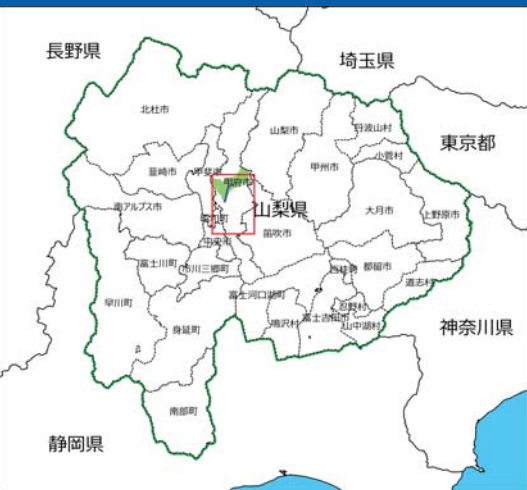 長野県
埼玉県
北杜市
山梨市
丹波山村
東京都
小菅村
韮崎市
甲斐市
甲府市
甲州市
南アルプス市
山梨県
大月市
上野原市
昭和町
笛吹市
中央市
富士川町
市川三郷町
西桂町
都留市
道志村
早川町
富士河口湖町
忍野村
鳴沢村
富士吉田市
山中湖村
身延町
神奈川県
南部町
静岡県